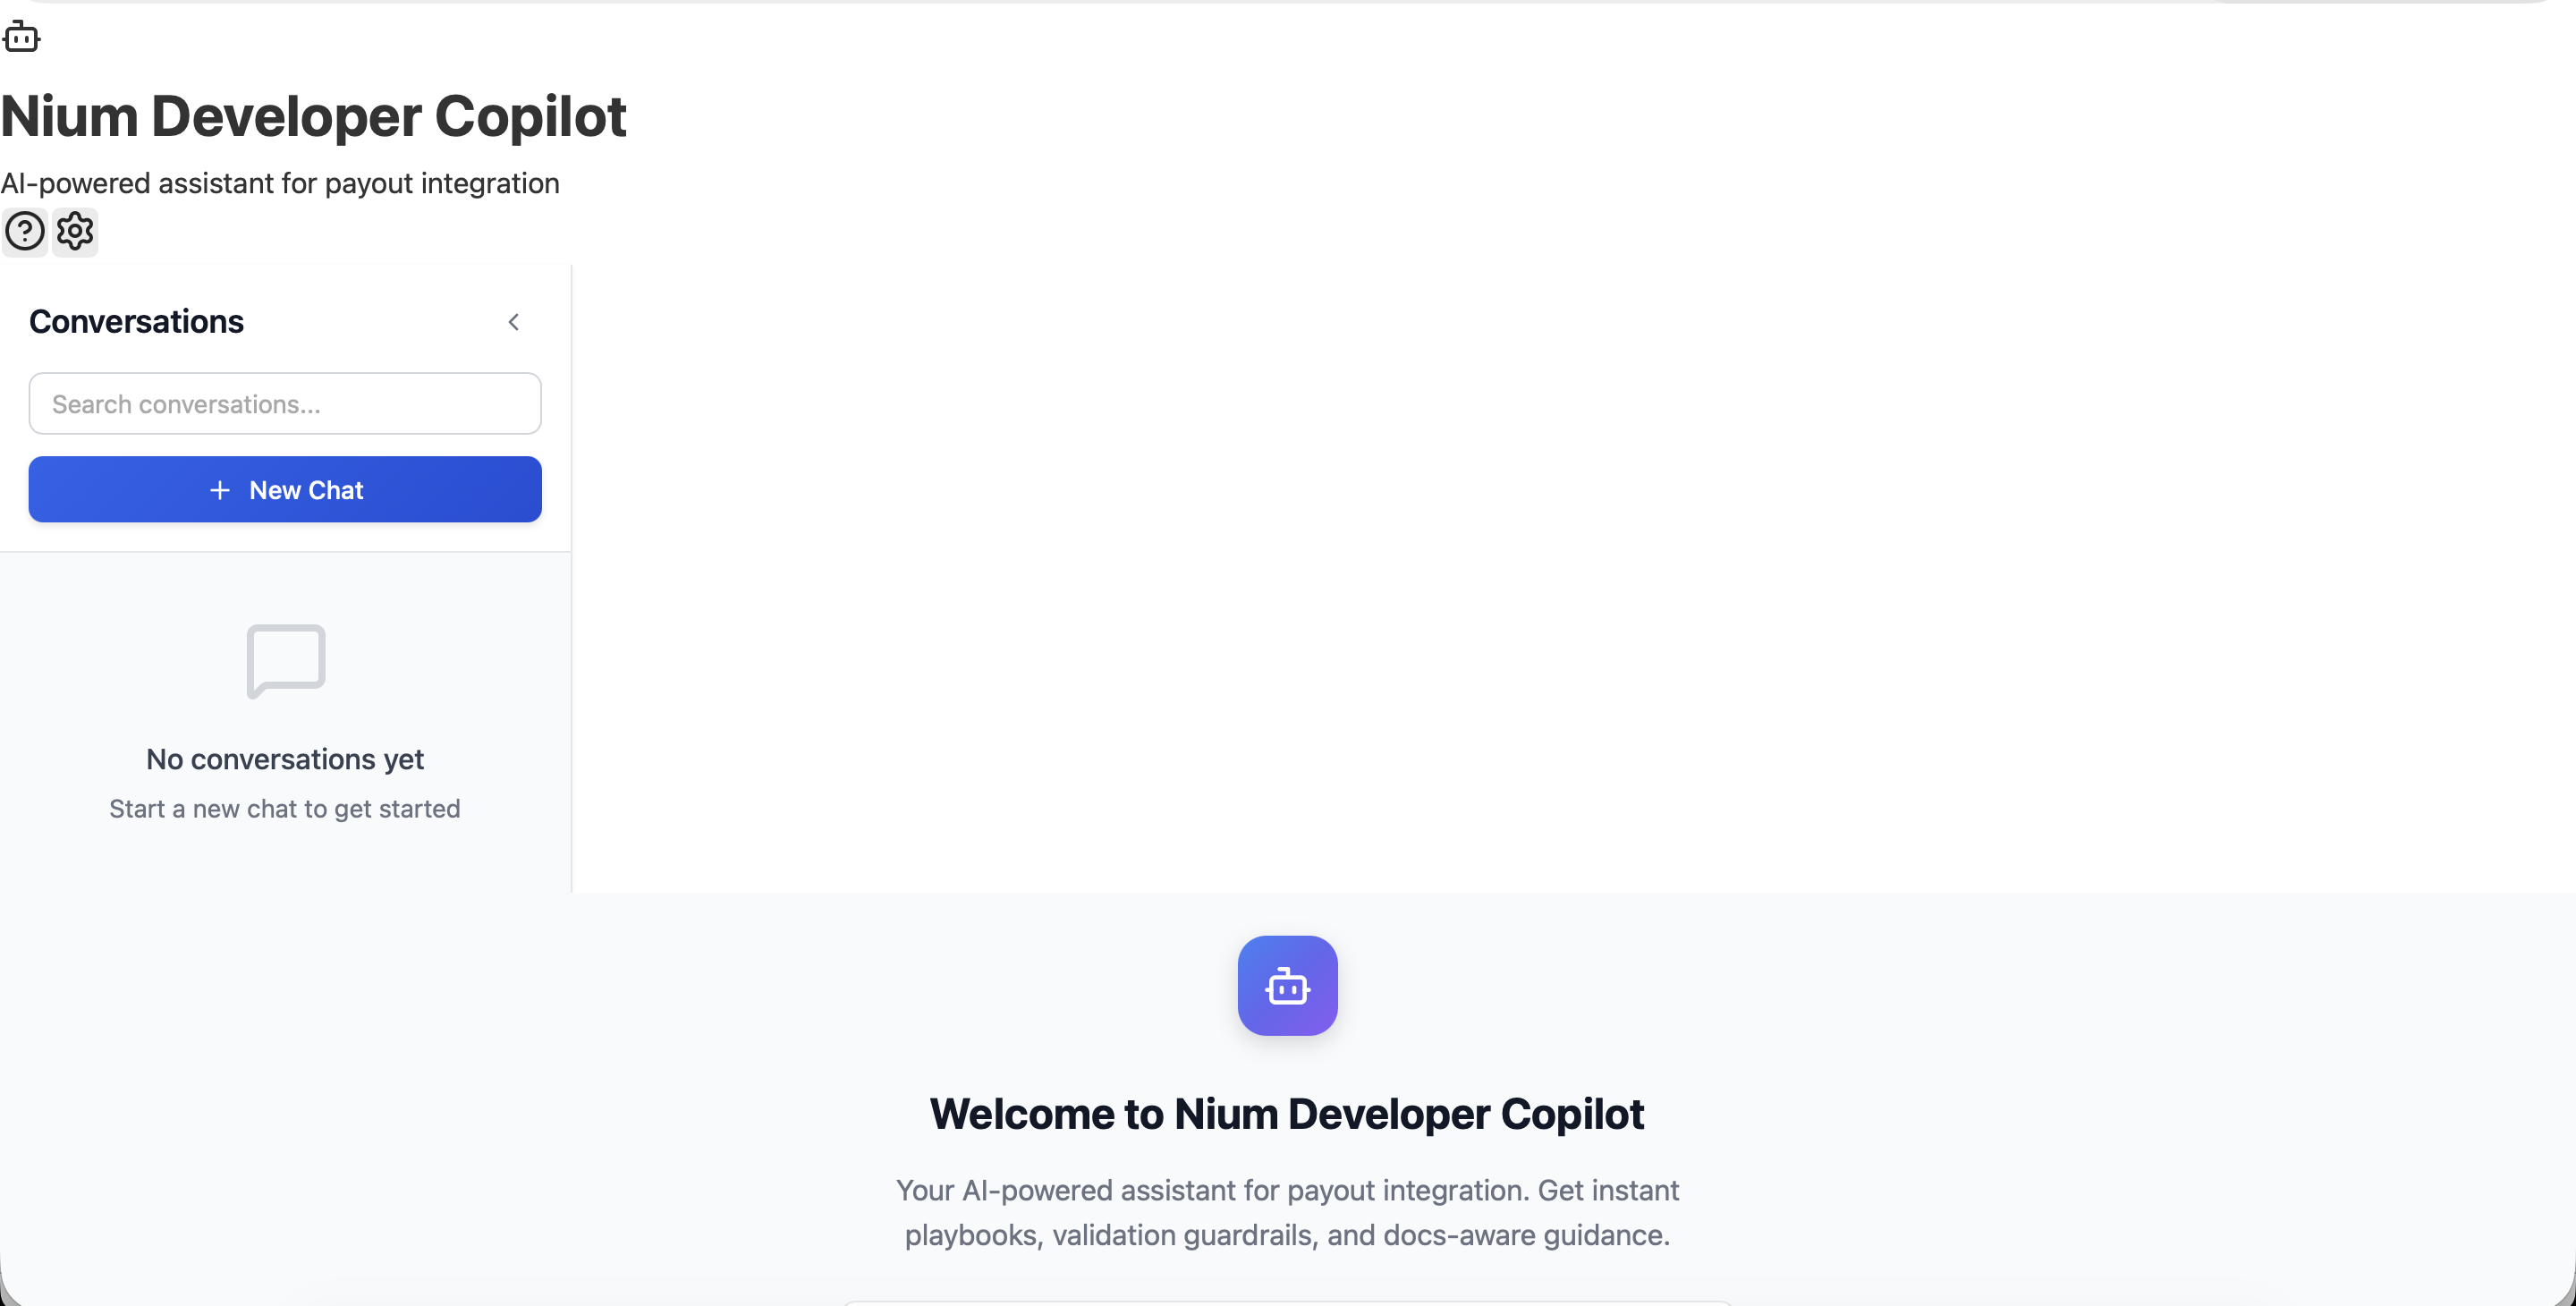 Nium Developer Copilot
AI-powered assistant for payout integration
Conversations
Search conversations...
New Chat
No conversations yet
Start a new chat to get started
Welcome to Nium Developer Copilot
Your AI-powered assistant for payout integration. Get instant
playbooks, validation guardrails, and docs-aware guidance.